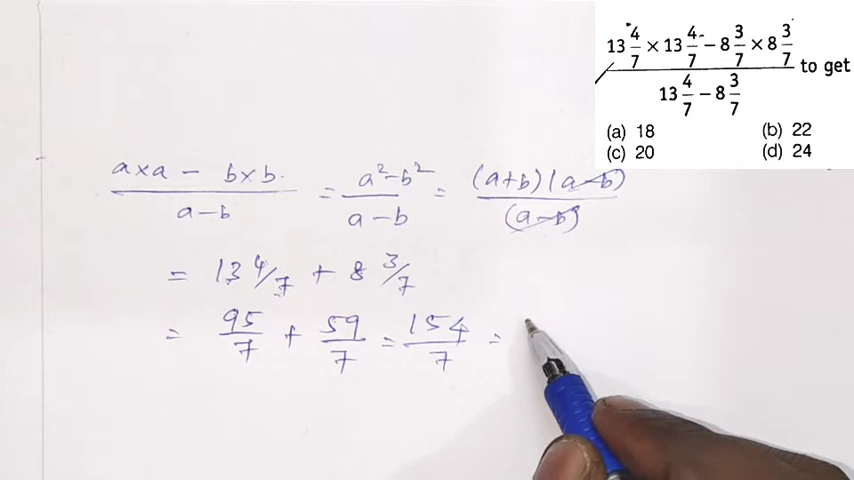 13 4/7 × 13 4/7 − 8 3/7 × 8 3/7
to get
13 4/7 − 8 3/7
(a) 18 (b) 22
(c) 20 (d) 24
a×a − b×b. / a−b = a²−b² / a−b = (a+b)(a−b) / (a−b)
= 13 4/7 + 8 3/7
= 95/7 + 59/7 = 154/7 =